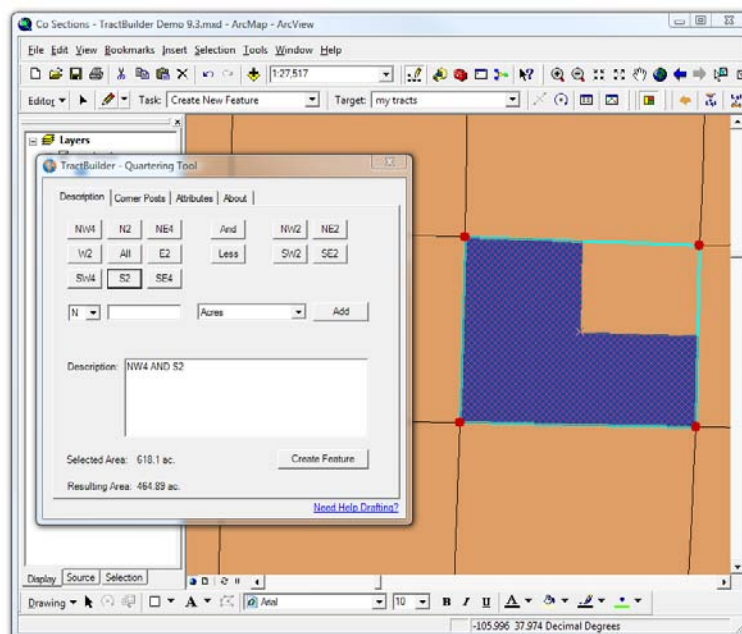 Co Sections - TractBuilder Demo 9.3.mxd - ArcMap - ArcView
File Edit View Bookmarks Insert Selection Tools Window Help
1:27,517
Editor Task: Create New Feature Target: my tracts
Layers
TractBuilder - Quartering Tool
Description Corner Posts Attributes About
NW4 N2 NE4 And NW2 NE2
W2 All E2 Less SW2 SE2
SW4 S2 SE4
N Acres Add
Description: NW4 AND S2
Selected Area: 618.1 ac. Create Feature
Resulting Area: 464.89 ac.
Need Help Drafting?
Display Source Selection
Drawing A Arial 10 B I U A
-105.996 37.974 Decimal Degrees